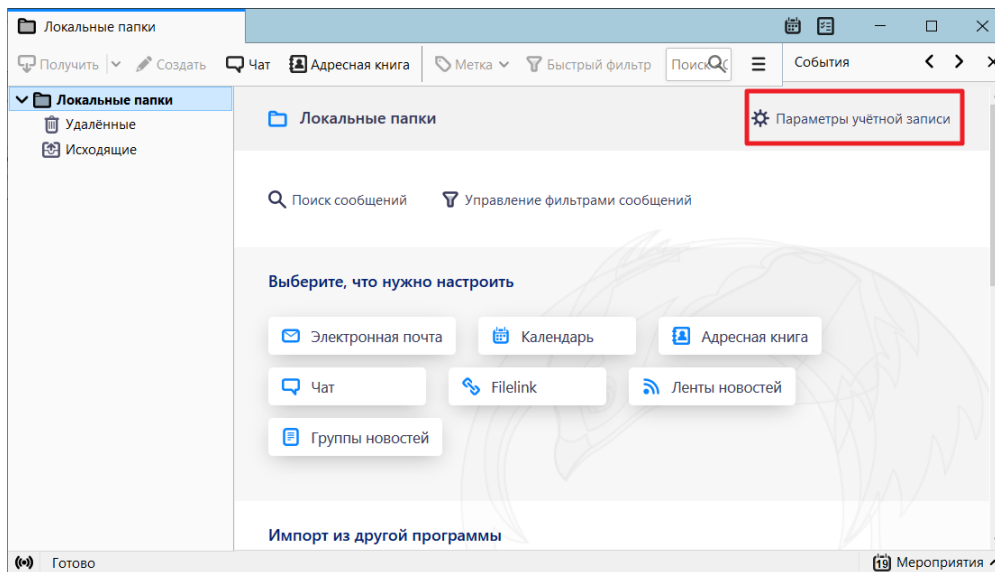 Локальные папки
Получить Создать Чат Адресная книга Метка Быстрый фильтр Поиск События
Локальные папки
Удалённые
Исходящие
Локальные папки Параметры учётной записи
Поиск сообщений Управление фильтрами сообщений
Выберите, что нужно настроить
Электронная почта Календарь Адресная книга
Чат Filelink Ленты новостей
Группы новостей
Импорт из другой программы
Готово 19 Мероприятия